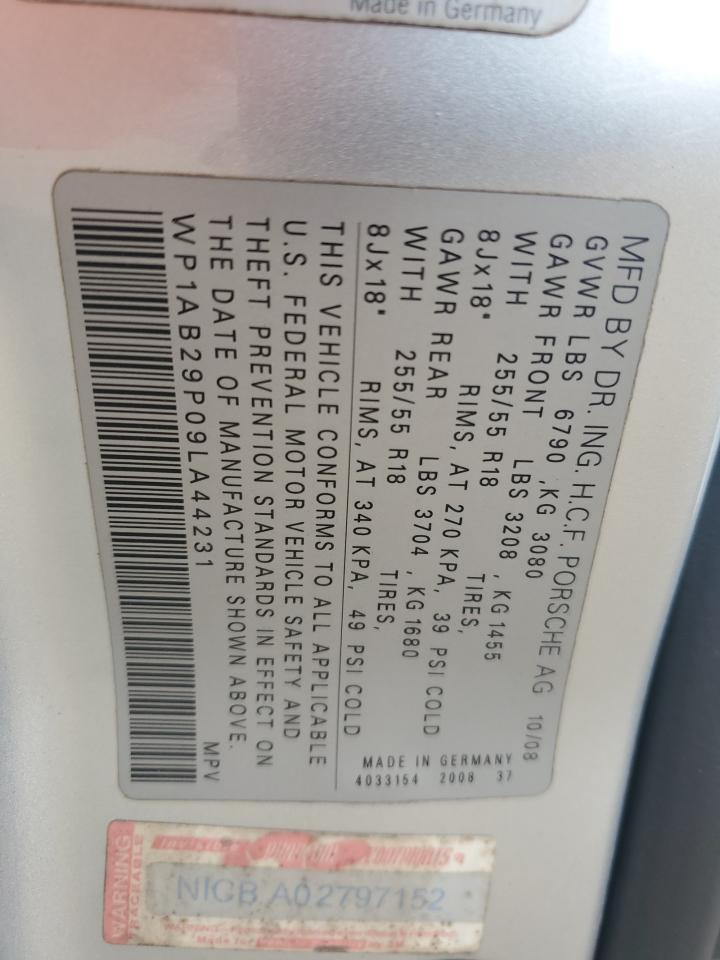 Made in Germany
MFD BY DR. ING. H.C.F. PORSCHE AG 10/08
GVWR LBS 6790 ,KG 3080
GAWR FRONT LBS 3208 , KG 1455
WITH 255/55 R18 TIRES,
8Jx18" RIMS, AT 270 KPA, 39 PSI COLD
GAWR REAR LBS 3704 , KG 1680
WITH 255/55 R18 TIRES,
8Jx18" RIMS, AT 340 KPA, 49 PSI COLD
MADE IN GERMANY
4033154 2008 37
THIS VEHICLE CONFORMS TO ALL APPLICABLE
U.S. FEDERAL MOTOR VEHICLE SAFETY AND
THEFT PREVENTION STANDARDS IN EFFECT ON
THE DATE OF MANUFACTURE SHOWN ABOVE.
WP1AB29P09LA44231 MPV
WARNING
NICB A02797152